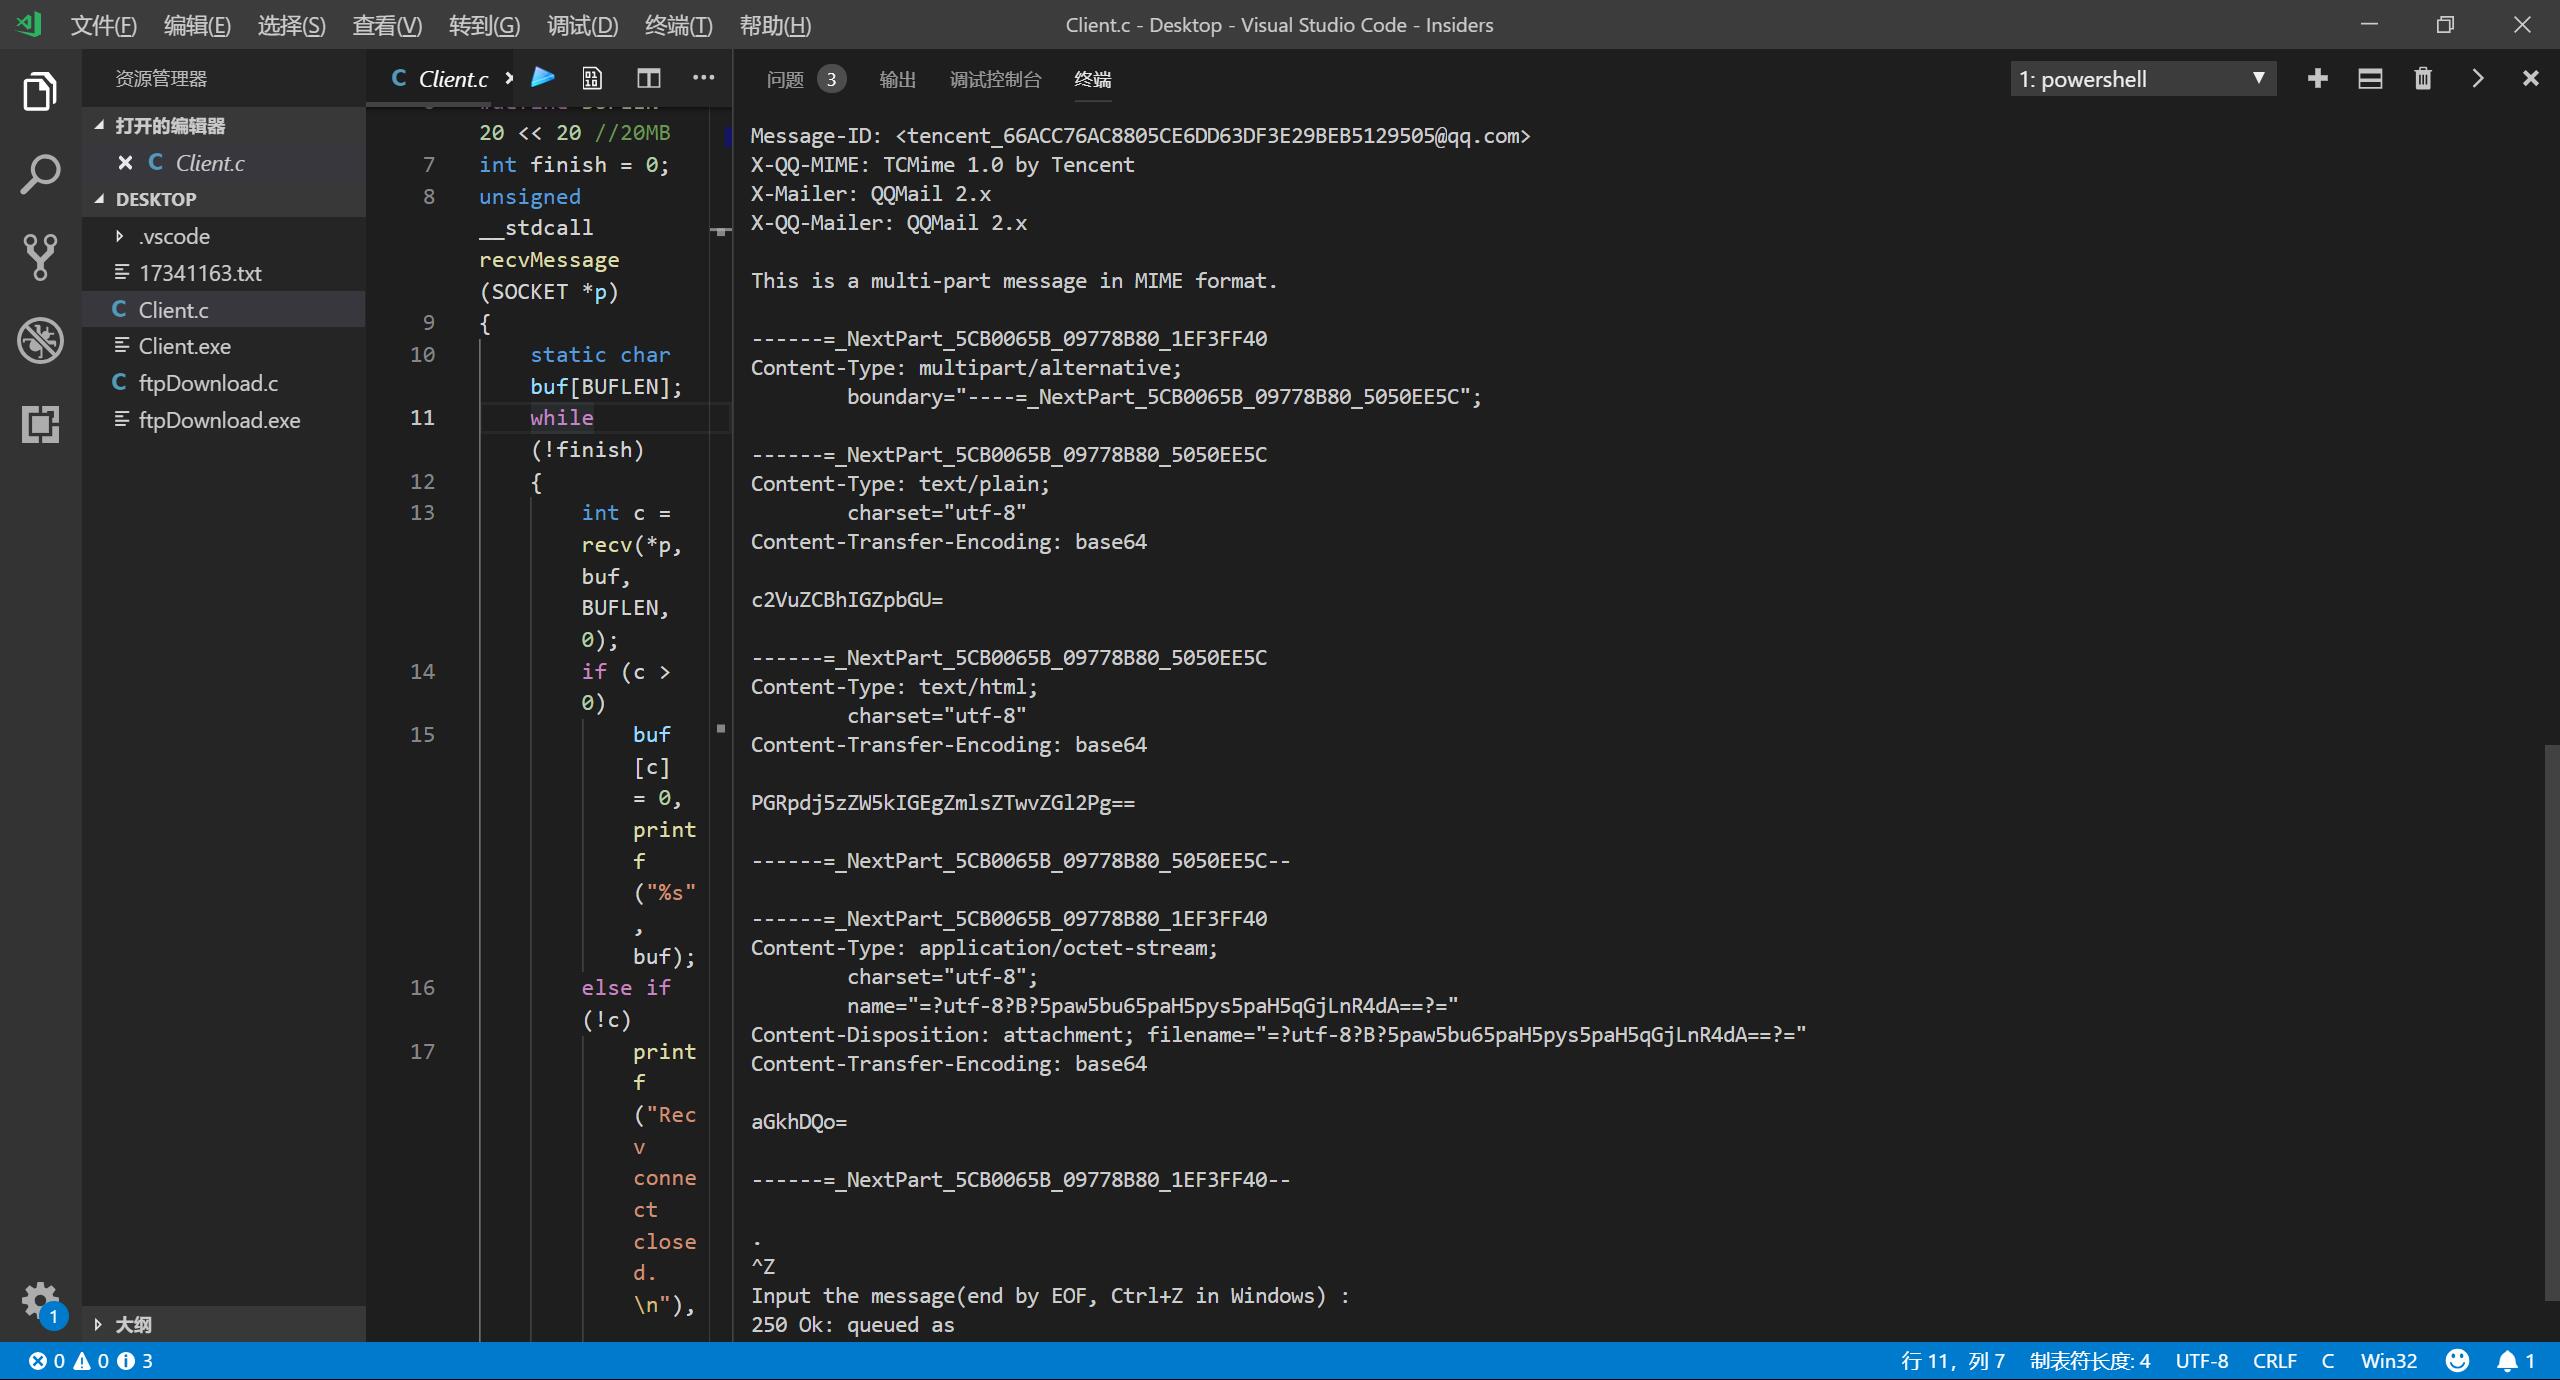 文件(F) 编辑(E) 选择(S) 查看(V) 转到(G) 调试(D) 终端(T) 帮助(H)
Client.c - Desktop - Visual Studio Code - Insiders
资源管理器
打开的编辑器
Client.c
DESKTOP
.vscode
17341163.txt
Client.c
Client.exe
ftpDownload.c
ftpDownload.exe
大纲
1
Client.c
20 << 20 //20MB
7 int finish = 0;
8 unsigned
__stdcall
recvMessage
(SOCKET *p)
9 {
10 static char
buf[BUFLEN];
11 while
(!finish)
12 {
13 int c =
recv(*p,
buf,
BUFLEN,
0);
14 if (c >
0)
15 buf
[c]
= 0,
print
f
("%s"
,
buf);
16 else if
(!c)
17 print
f
("Rec
v
conne
ct
close
d.
\n"),
问题 3 输出 调试控制台 终端
1: powershell
Message-ID: <tencent_66ACC76AC8805CE6DD63DF3E29BEB5129505@qq.com>
X-QQ-MIME: TCMime 1.0 by Tencent
X-Mailer: QQMail 2.x
X-QQ-Mailer: QQMail 2.x
This is a multi-part message in MIME format.
------=_NextPart_5CB0065B_09778B80_1EF3FF40
Content-Type: multipart/alternative;
boundary="----=_NextPart_5CB0065B_09778B80_5050EE5C";
------=_NextPart_5CB0065B_09778B80_5050EE5C
Content-Type: text/plain;
charset="utf-8"
Content-Transfer-Encoding: base64
c2VuZCBhIGZpbGU=
------=_NextPart_5CB0065B_09778B80_5050EE5C
Content-Type: text/html;
charset="utf-8"
Content-Transfer-Encoding: base64
PGRpdj5zZW5kIGEgZmlsZTwvZGl2Pg==
------=_NextPart_5CB0065B_09778B80_5050EE5C--
------=_NextPart_5CB0065B_09778B80_1EF3FF40
Content-Type: application/octet-stream;
charset="utf-8";
name="=?utf-8?B?5paw5bu65paH5pys5paH5qGjLnR4dA==?="
Content-Disposition: attachment; filename="=?utf-8?B?5paw5bu65paH5pys5paH5qGjLnR4dA==?="
Content-Transfer-Encoding: base64
aGkhDQo=
------=_NextPart_5CB0065B_09778B80_1EF3FF40--
.
^Z
Input the message(end by EOF, Ctrl+Z in Windows) :
250 Ok: queued as
0 0 3
行 11，列 7 制表符长度: 4 UTF-8 CRLF C Win32 1